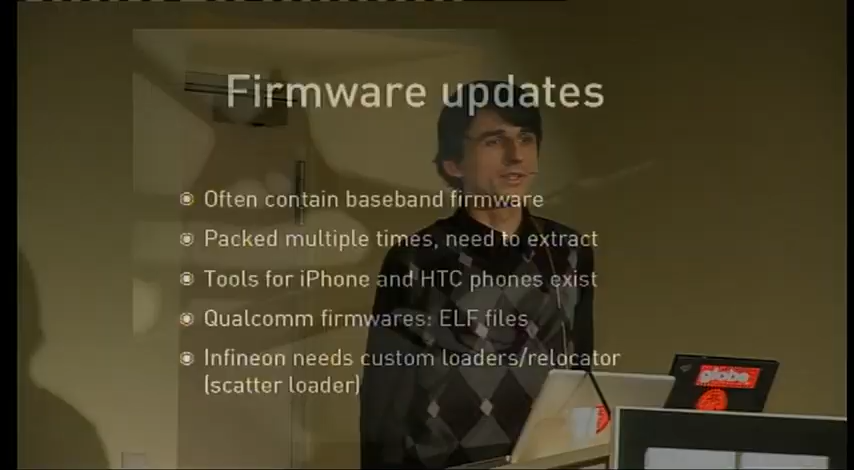 Firmware updates
Often contain baseband firmware
Packed multiple times, need to extract
Tools for iPhone and HTC phones exist
Qualcomm firmwares: ELF files
Infineon needs custom loaders/relocator
(scatter loader)
globe